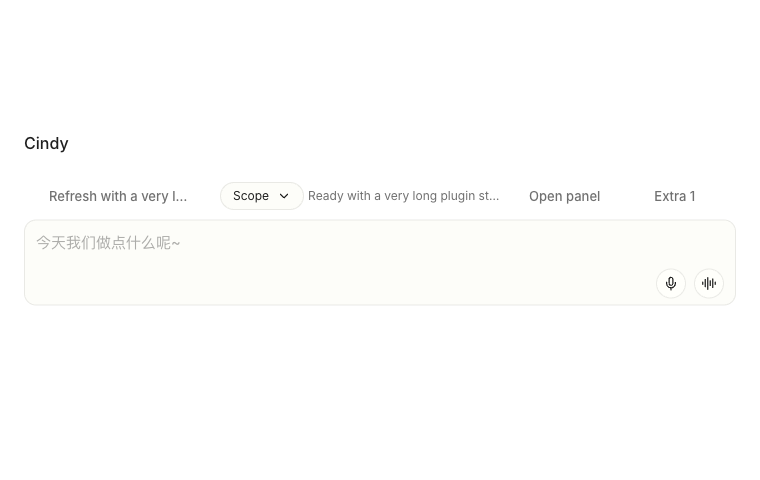 Cindy
Refresh with a very l... Scope Ready with a very long plugin st... Open panel Extra 1
今天我们做点什么呢~